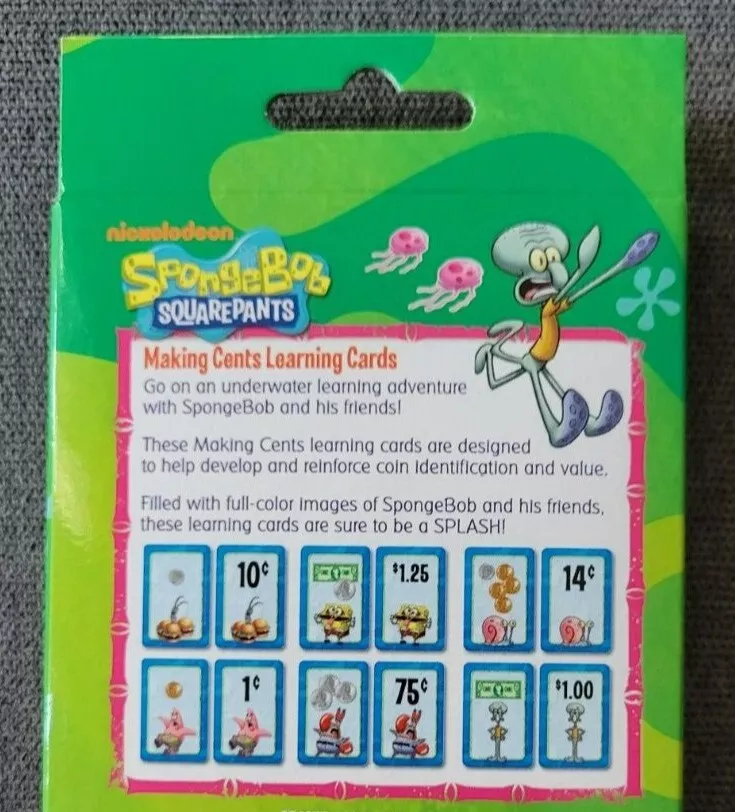 nickelodeon
SPONGEBOB
SQUAREPANTS
Making Cents Learning Cards
Go on an underwater learning adventure
with SpongeBob and his friends!
These Making Cents learning cards are designed
to help develop and reinforce coin identification and value.
Filled with full-color images of SpongeBob and his friends,
these learning cards are sure to be a SPLASH!
10¢ $1.25 14¢
1¢ 75¢ $1.00